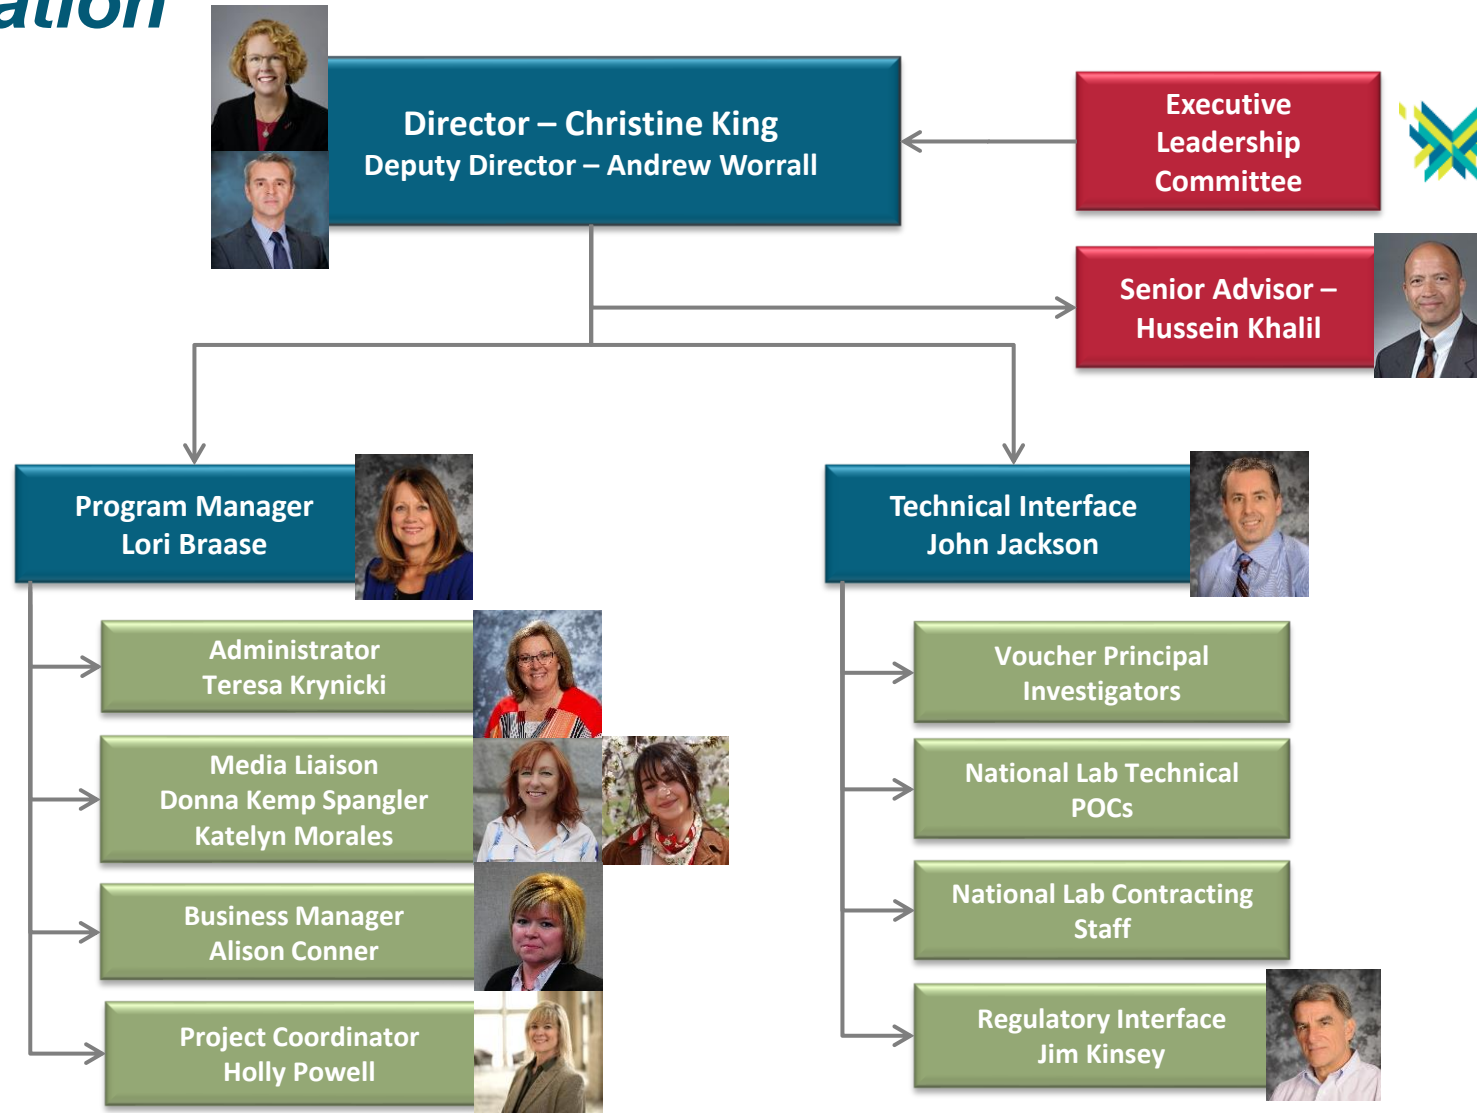 ation
Director – Christine King
Deputy Director – Andrew Worrall
Executive
Leadership
Committee
Senior Advisor –
Hussein Khalil
Program Manager
Lori Braase
Technical Interface
John Jackson
Administrator
Teresa Krynicki
Media Liaison
Donna Kemp Spangler
Katelyn Morales
Business Manager
Alison Conner
Project Coordinator
Holly Powell
Voucher Principal
Investigators
National Lab Technical
POCs
National Lab Contracting
Staff
Regulatory Interface
Jim Kinsey